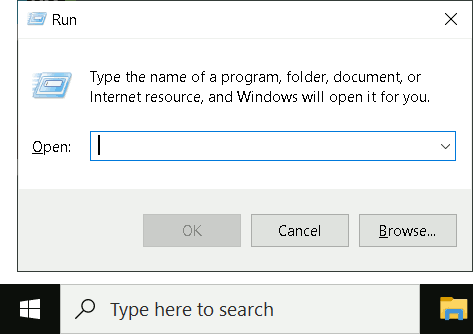 Run
Type the name of a program, folder, document, or
Internet resource, and Windows will open it for you.
Open:
OK
Cancel
Browse...
Type here to search